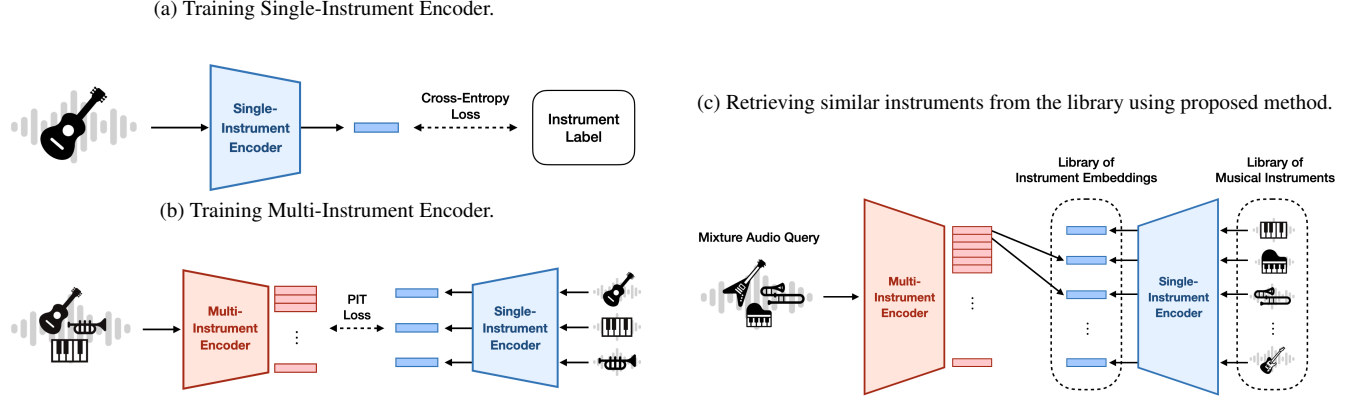 (a) Training Single-Instrument Encoder.
Single-
Instrument
Encoder
Cross-Entropy
Loss
Instrument
Label
(b) Training Multi-Instrument Encoder.
Multi-
Instrument
Encoder
PIT
Loss
Single-
Instrument
Encoder
(c) Retrieving similar instruments from the library using proposed method.
Mixture Audio Query
Multi-
Instrument
Encoder
Library of
Instrument Embeddings
Single-
Instrument
Encoder
Library of
Musical Instruments